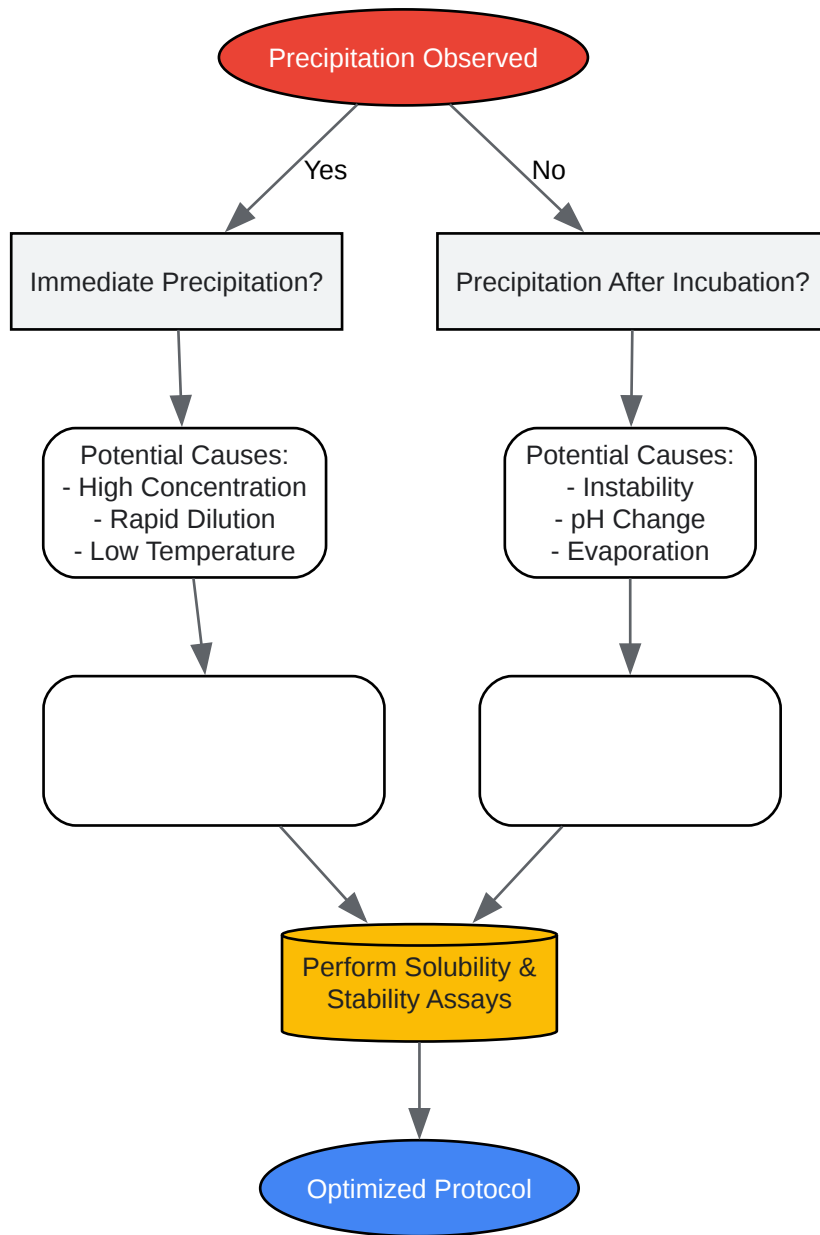 Precipitation Observed
Yes
No
Immediate Precipitation?
Precipitation After Incubation?
Potential Causes:
- High Concentration
- Rapid Dilution
- Low Temperature
Potential Causes:
- Instability
- pH Change
- Evaporation
Perform Solubility &
Stability Assays
Optimized Protocol